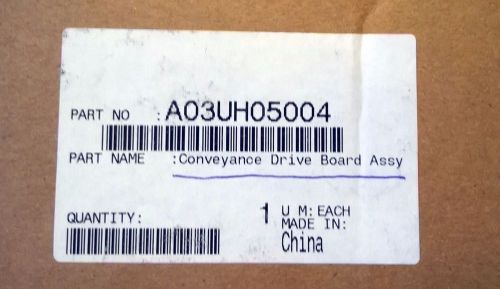 PART NO :A03UH05004
PART NAME :Conveyance Drive Board Assy
QUANTITY: 1 U M: EACH
MADE IN:
China